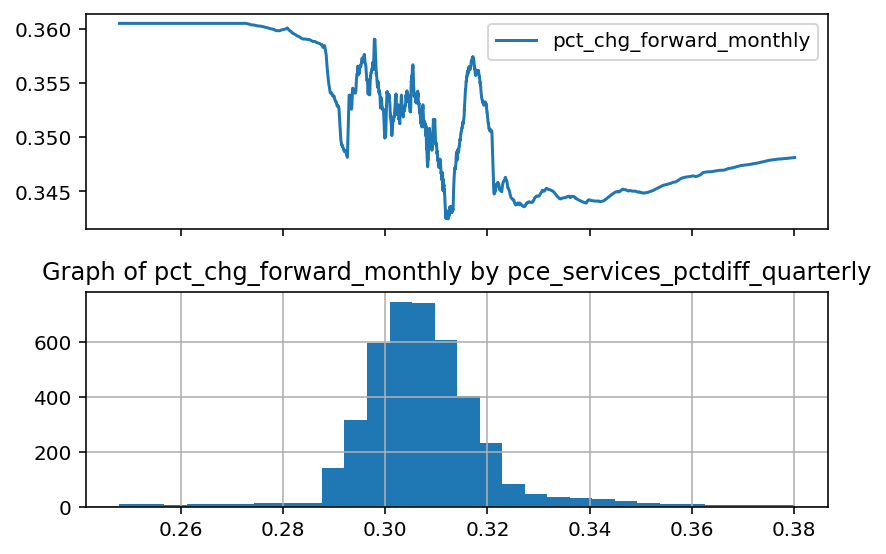 0.360
0.355
0.350
0.345
pct_chg_forward_monthly
Graph of pct_chg_forward_monthly by pce_services_pctdiff_quarterly
600
400
200
0
0.26 0.28 0.30 0.32 0.34 0.36 0.38